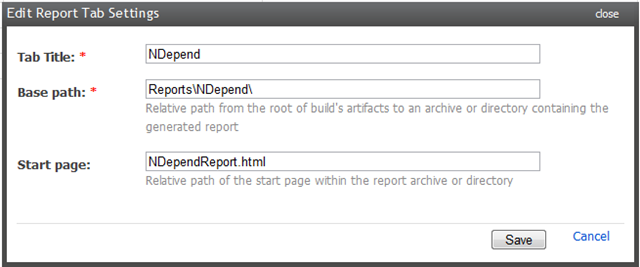 Edit Report Tab Settings
close
Tab Title: *
NDepend
Base path: *
Reports\NDepend\
Relative path from the root of build's artifacts to an archive or directory containing the
generated report
Start page:
NDependReport.html
Relative path of the start page within the report archive or directory
Save
Cancel